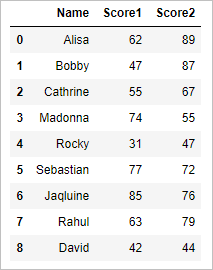 Name Score1 Score2
0 Alisa 62 89
1 Bobby 47 87
2 Cathrine 55 67
3 Madonna 74 55
4 Rocky 31 47
5 Sebastian 77 72
6 Jaqluine 85 76
7 Rahul 63 79
8 David 42 44